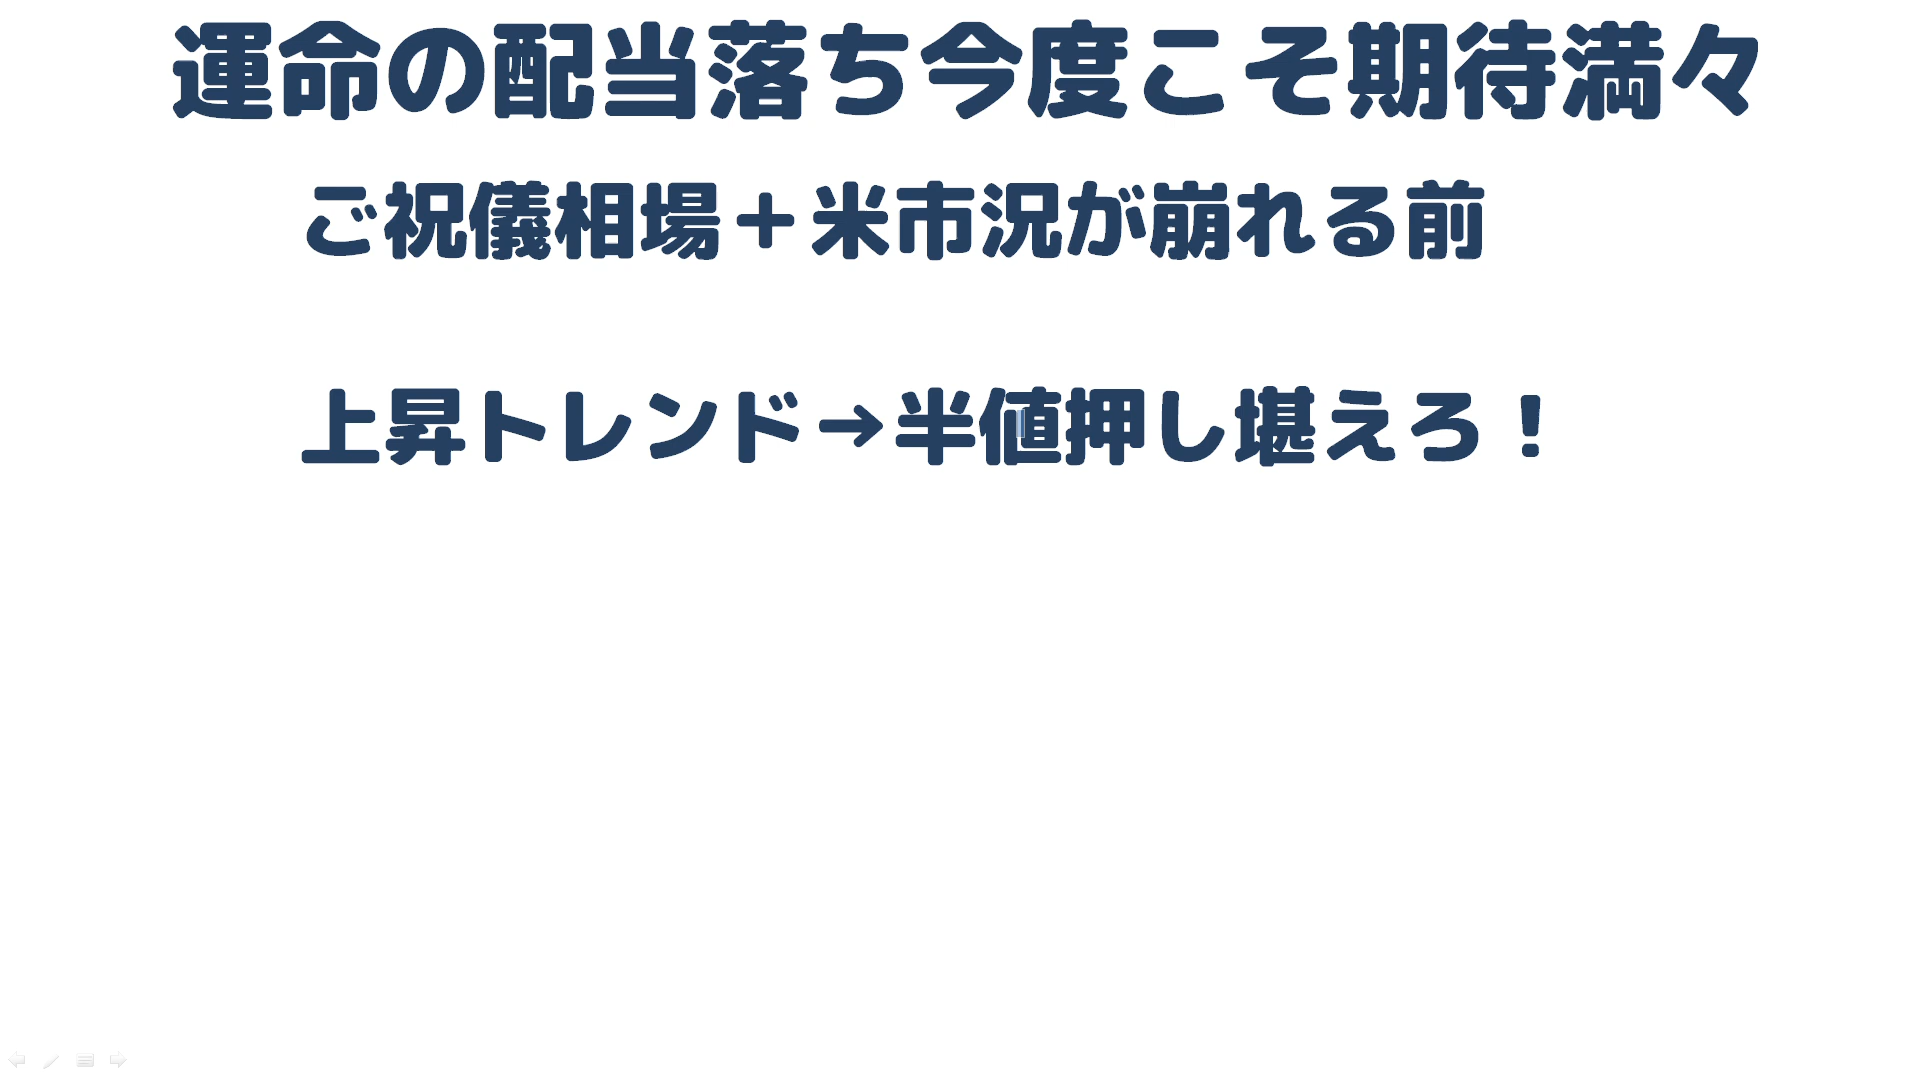 運命の配当落ち今度こそ期待満々
ご祝儀相場＋米市況が崩れる前
上昇トレンド→半値押し堪えろ！